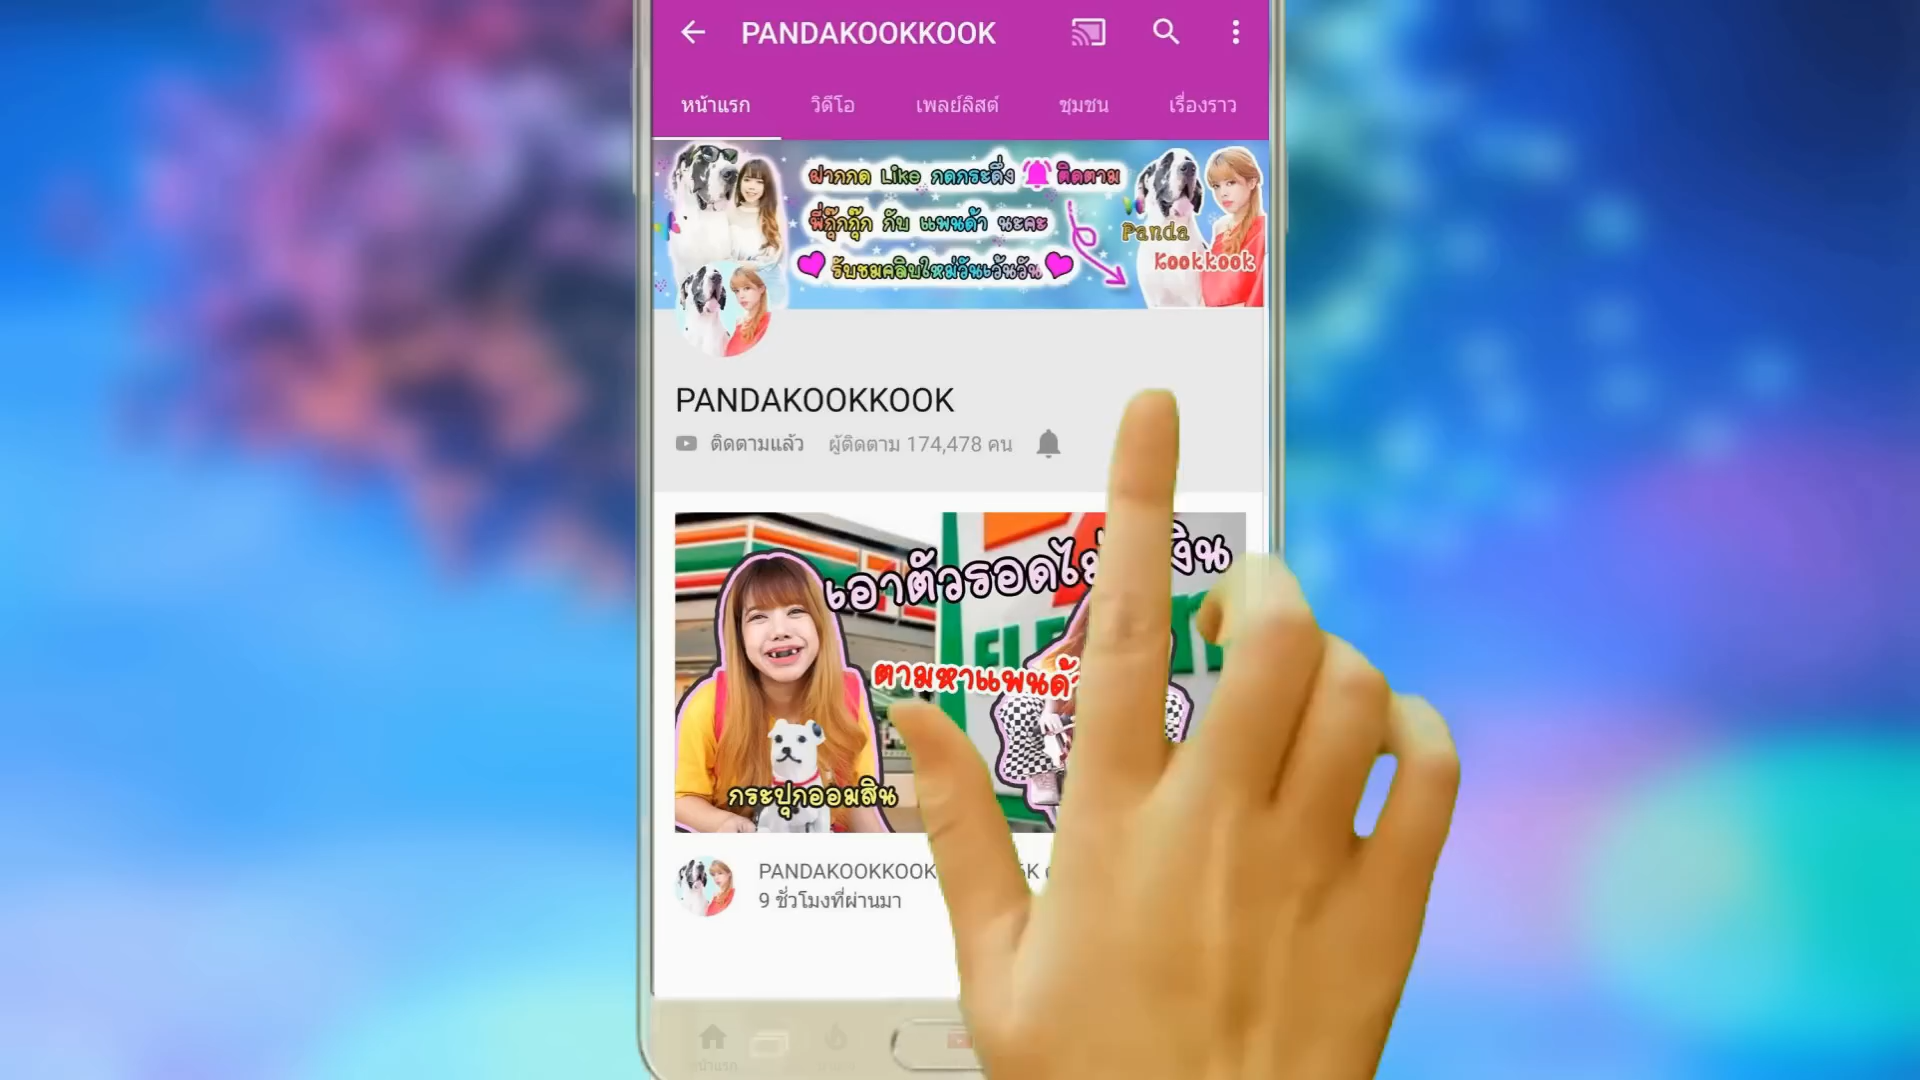 PANDAKOOKKOOK
หน้าแรก วิดีโอ เพลย์ลิสต์ ชุมชน เรื่องราว
ฝากกด Like กดกระดิ่ง ติดตาม
พี่กุ๊กกุ๊ก กับ แพนด้า นะคะ
รับชมคลิปใหม่วันเว้นวัน
Panda
Kookkook
PANDAKOOKKOOK
ติดตามแล้ว ผู้ติดตาม 174,478 คน
เอาตัวรอดไม่
ตามหาแพนด้า
กระปุกออมสิน
PANDAKOOKKOOK
9 ชั่วโมงที่ผ่านมา
หน้าแรก